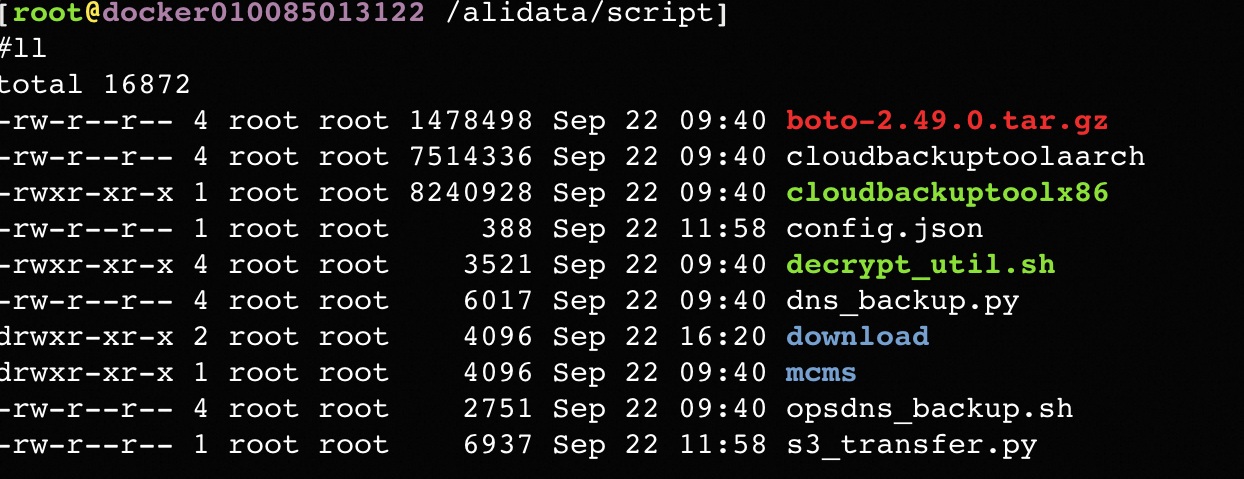 [root@docker010085013122 /alidata/script]
#ll
total 16872
-rw-r--r-- 4 root root 1478498 Sep 22 09:40 boto-2.49.0.tar.gz
-rw-r--r-- 4 root root 7514336 Sep 22 09:40 cloudbackuptoolaarch
-rwxr-xr-x 1 root root 8240928 Sep 22 09:40 cloudbackuptoolx86
-rw-r--r-- 1 root root 388 Sep 22 11:58 config.json
-rwxr-xr-x 4 root root 3521 Sep 22 09:40 decrypt_util.sh
-rw-r--r-- 4 root root 6017 Sep 22 09:40 dns_backup.py
drwxr-xr-x 2 root root 4096 Sep 22 16:20 download
drwxr-xr-x 1 root root 4096 Sep 22 09:40 mcms
-rw-r--r-- 4 root root 2751 Sep 22 09:40 opsdns_backup.sh
-rw-r--r-- 1 root root 6937 Sep 22 11:58 s3_transfer.py